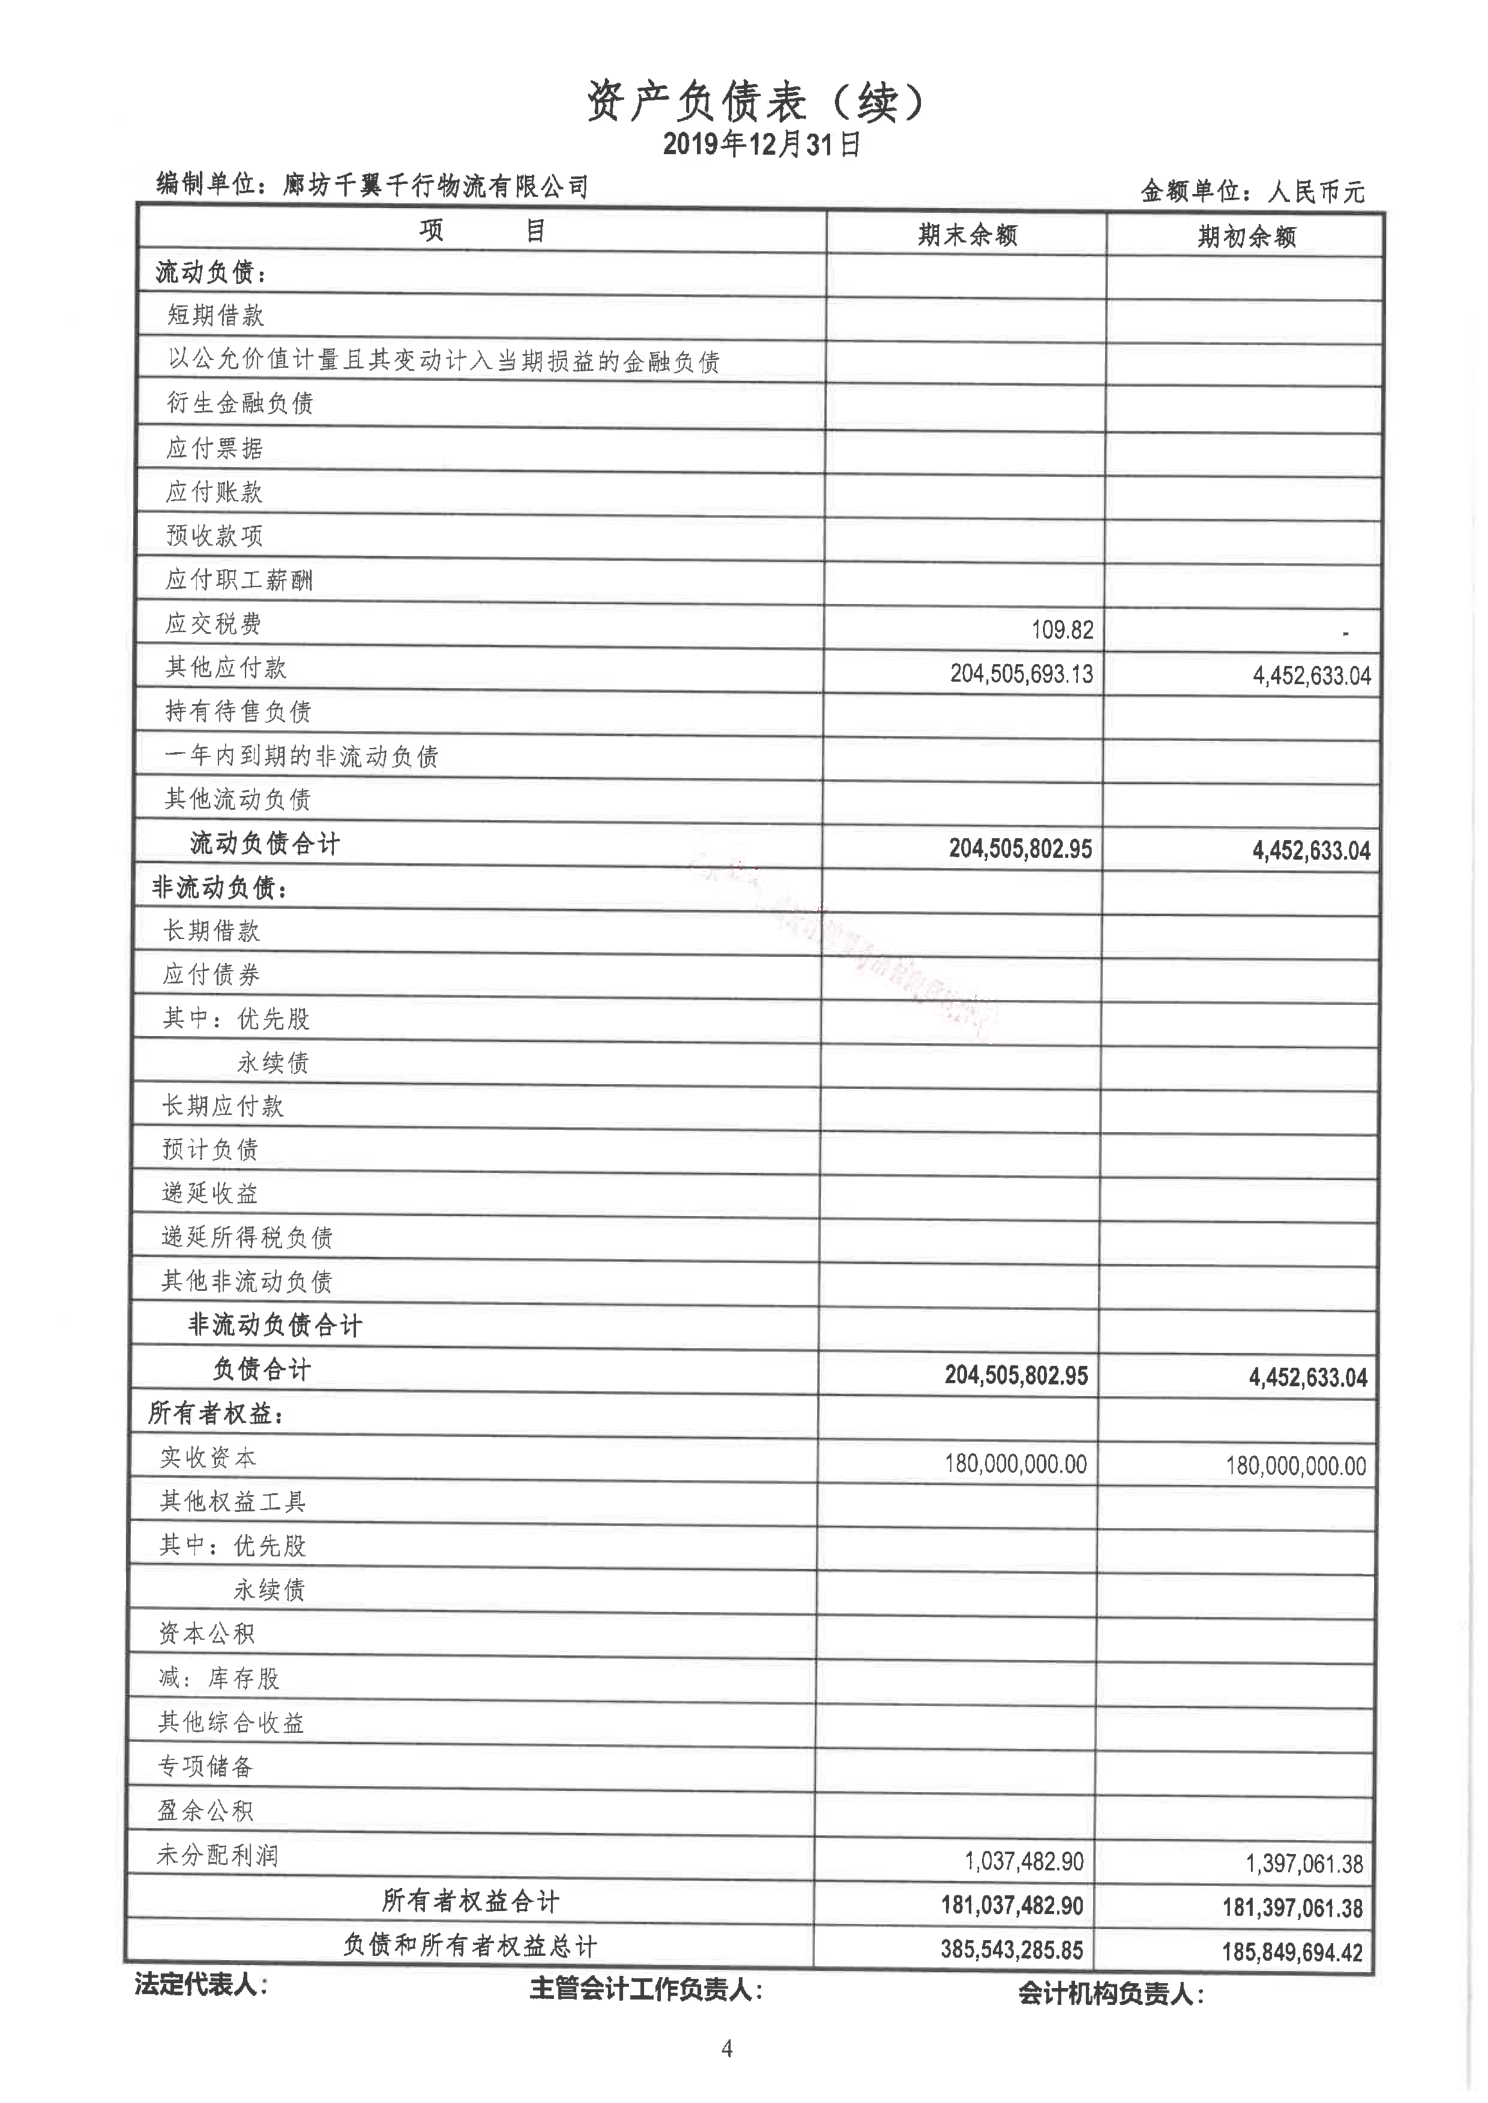 资产负债表（续）
2019年12月31日
编制单位：廊坊千翼千行物流有限公司 金额单位：人民币元
项 目 期末余额 期初余额
流动负债：
短期借款
以公允价值计量且其变动计入当期损益的金融负债
衍生金融负债
应付票据
应付账款
预收款项
应付职工薪酬
应交税费 109.82 -
其他应付款 204,505,693.13 4,452,633.04
持有待售负债
一年内到期的非流动负债
其他流动负债
流动负债合计 204,505,802.95 4,452,633.04
非流动负债：
长期借款
应付债券
其中：优先股
永续债
长期应付款
预计负债
递延收益
递延所得税负债
其他非流动负债
非流动负债合计
负债合计 204,505,802.95 4,452,633.04
所有者权益：
实收资本 180,000,000.00 180,000,000.00
其他权益工具
其中：优先股
永续债
资本公积
减：库存股
其他综合收益
专项储备
盈余公积
未分配利润 1,037,482.90 1,397,061.38
所有者权益合计 181,037,482.90 181,397,061.38
负债和所有者权益总计 385,543,285.85 185,849,694.42
法定代表人： 主管会计工作负责人： 会计机构负责人：
4